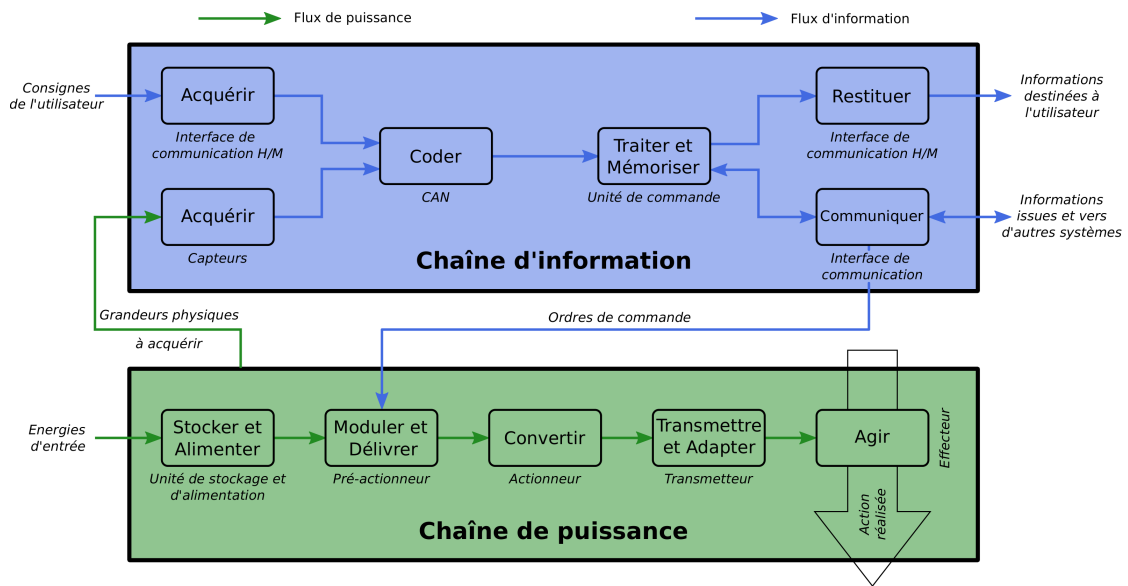 Flux de puissance
Flux d'information
Consignes
de l'utilisateur
Acquérir
Interface de
communication H/M
Acquérir
Capteurs
Coder
CAN
Traiter et
Mémoriser
Unité de commande
Restituer
Interface de
communication H/M
Informations
destinées à
l'utilisateur
Communiquer
Interface de
communication
Informations
issues et vers
d'autres systèmes
Chaîne d'information
Grandeurs physiques
à acquérir
Ordres de commande
Energies
d'entrée
Stocker et
Alimenter
Unité de stockage et
d'alimentation
Moduler et
Délivrer
Pré-actionneur
Convertir
Actionneur
Transmettre
et Adapter
Transmetteur
Agir
Effecteur
Action
réalisée
Chaîne de puissance